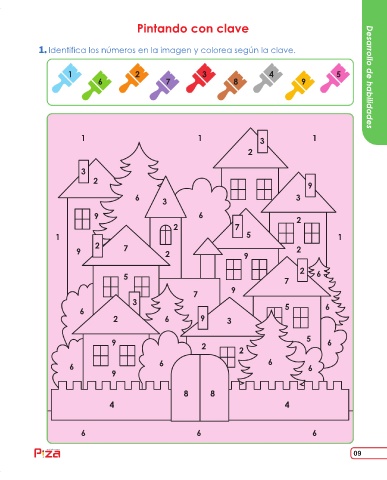 Pintando con clave
1. Identifica los números en la imagen y colorea según la clave.
1 6 2 7 3 8 4 9 5
Desarrollo de habilidades
1 1 1
3
2
3
2
9
6 3 3
9 6 2
2 7
1 5 1
9 2 7 2 9 2
2 6
5 7
7 9
3
6 2 6 9 3 5 6
9 2 2 5 6
6 9 6 6 6
4 8 8 4
6 6 6
Piza
09